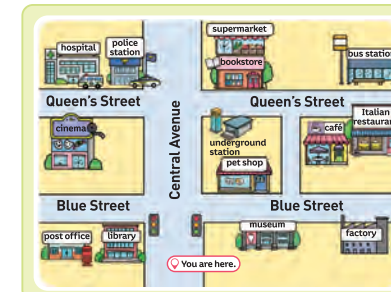 supermarket
hospital
police
station
bookstore
bus station
Queen's Street
Queen's Street
Central Avenue
cinema
underground
station
pet shop
café
Italian
restaurant
Blue Street
Blue Street
post office
library
museum
factory
You are here.